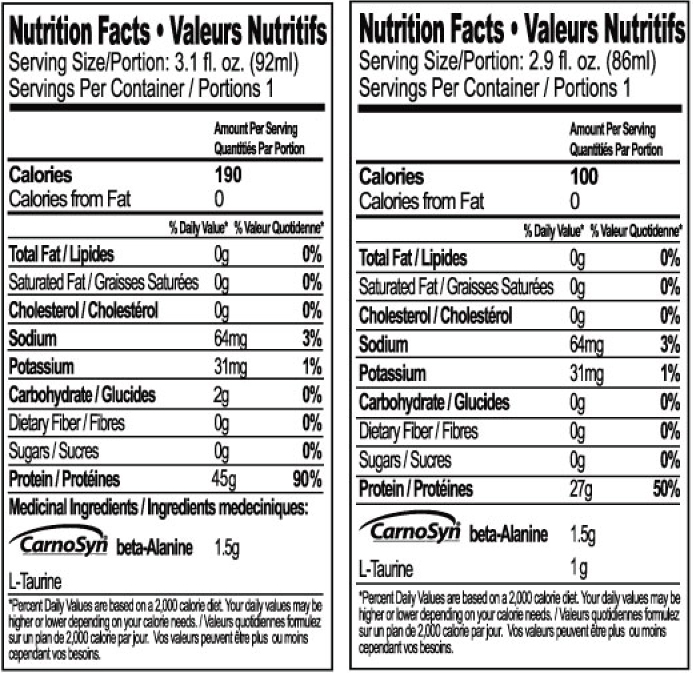 Nutrition Facts • Valeurs Nutritifs
Serving Size/Portion: 3.1 fl. oz. (92ml)
Servings Per Container / Portions 1
Amount Per Serving
Quantitiés Par Portion
Calories 190
Calories from Fat 0
% Daily Value* % Valeur Quotidenne*
Total Fat / Lipides 0g 0%
Saturated Fat / Graisses Saturées 0g 0%
Cholesterol / Cholestérol 0g 0%
Sodium 64mg 3%
Potassium 31mg 1%
Carbohydrate / Glucides 2g 0%
Dietary Fiber / Fibres 0g 0%
Sugars / Sucres 0g 0%
Protein / Protéines 45g 90%
Medicinal Ingredients / Ingredients medeciniques:
CarnoSyn® beta-Alanine 1.5g
L-Taurine
*Percent Daily Values are based on a 2,000 calorie diet. Your daily values may be
higher or lower depending on your calorie needs. / Valeurs quotidiennes formulez
sur un plan de 2,000 calorie par jour. Vos valeurs peuvent être plus ou moins
cependant vos besoins.
Nutrition Facts • Valeurs Nutritifs
Serving Size/Portion: 2.9 fl. oz. (86ml)
Servings Per Container / Portions 1
Amount Per Serving
Quantitiés Par Portion
Calories 100
Calories from Fat 0
% Daily Value* % Valeur Quotidenne*
Total Fat / Lipides 0g 0%
Saturated Fat / Graisses Saturées 0g 0%
Cholesterol / Cholestérol 0g 0%
Sodium 64mg 3%
Potassium 31mg 1%
Carbohydrate / Glucides 0g 0%
Dietary Fiber / Fibres 0g 0%
Sugars / Sucres 0g 0%
Protein / Protéines 27g 50%
CarnoSyn® beta-Alanine 1.5g
L-Taurine 1g
*Percent Daily Values are based on a 2,000 calorie diet. Your daily values may be
higher or lower depending on your calorie needs. / Valeurs quotidiennes formulez
sur un plan de 2,000 calorie par jour. Vos valeurs peuvent être plus ou moins
cependant vos besoins.